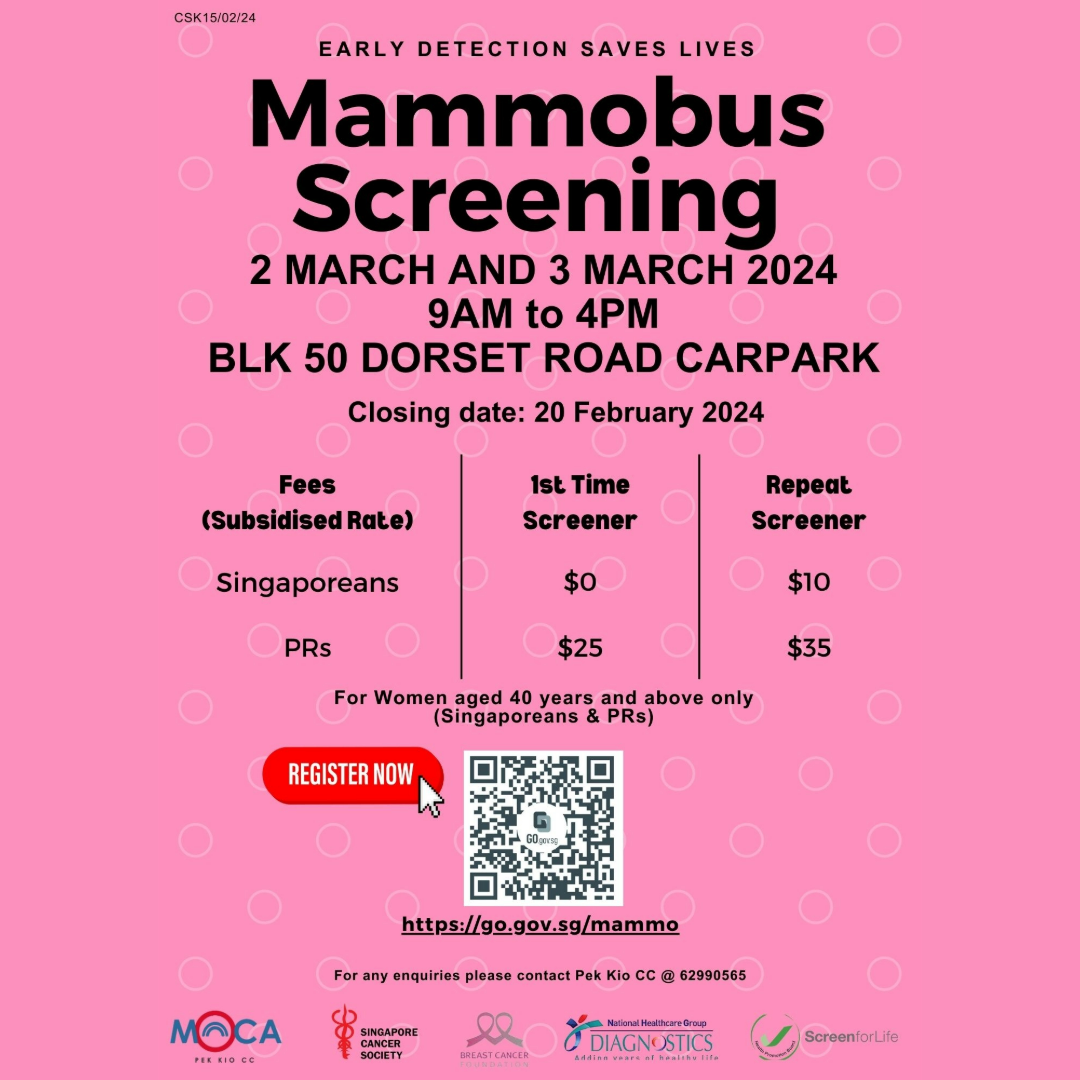 CSK15/02/24
EARLY DETECTION SAVES LIVES
Mammobus
Screening
2 MARCH AND 3 MARCH 2024
9AM to 4PM
BLK 50 DORSET ROAD CARPARK
Closing date: 20 February 2024
Fees 1st Time Repeat
(Subsidised Rate) Screener Screener
Singaporeans $0 $10
PRs $25 $35
For Women aged 40 years and above only
(Singaporeans & PRs)
REGISTER NOW
GO.gov.sg
https://go.gov.sg/mammo
For any enquiries please contact Pek Kio CC @ 62990565
MOCA
PEK KIO CC
SINGAPORE
CANCER
SOCIETY
BREAST CANCER
FOUNDATION
National Healthcare Group
DIAGNOSTICS
Adding years of healthy life
Health Promotion Board
ScreenforLife